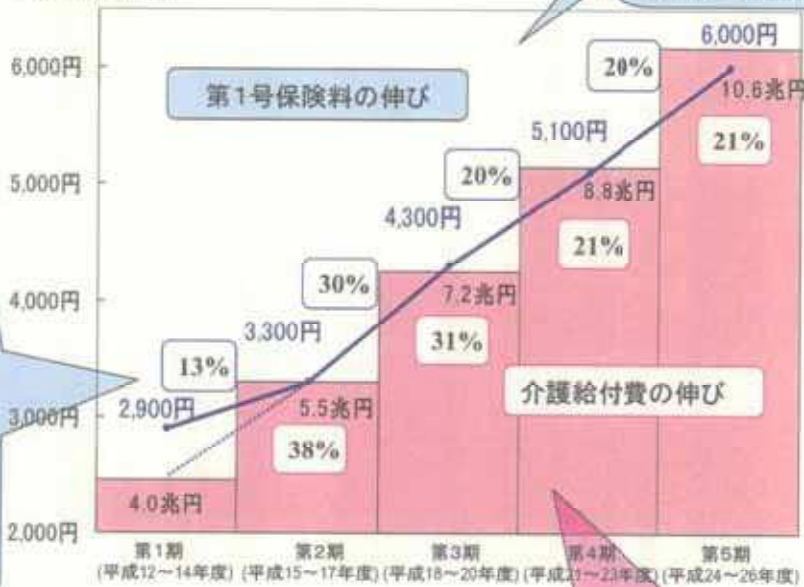 6,000円
5,000円
4,000円
3,000円
2,000円
第1号保険料の伸び
2,900円
13%
3,300円
30%
4,300円
20%
5,100円
20%
6,000円
4.0兆円
5.5兆円
38%
7.2兆円
31%
8.8兆円
21%
10.6兆円
21%
介護給付費の伸び
第1期 第2期 第3期 第4期 第5期
(平成12~14年度) (平成15~17年度) (平成18~20年度) (平成21~23年度) (平成24~26年度)